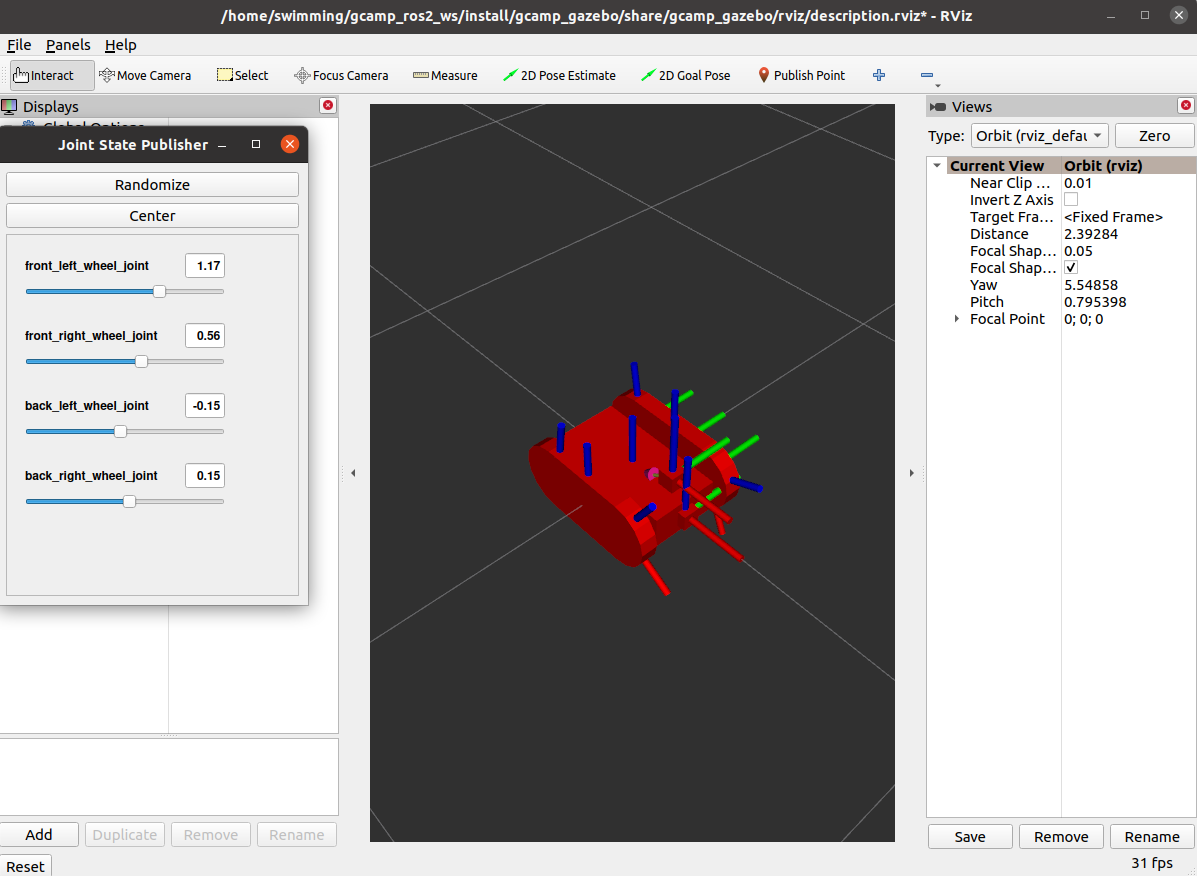 /home/swimming/gcamp_ros2_ws/install/gcamp_gazebo/share/gcamp_gazebo/rviz/description.rviz* - RViz
File Panels Help
Interact Move Camera Select Focus Camera Measure 2D Pose Estimate 2D Goal Pose Publish Point
Displays
Global Options
Joint State Publisher
Randomize
Center
front_left_wheel_joint 1.17
front_right_wheel_joint 0.56
back_left_wheel_joint -0.15
back_right_wheel_joint 0.15
Add Duplicate Remove Rename
Reset
Views
Type: Orbit (rviz_defau Zero
Current View Orbit (rviz)
Near Clip ... 0.01
Invert Z Axis
Target Fra... <Fixed Frame>
Distance 2.39284
Focal Shap... 0.05
Focal Shap...
Yaw 5.54858
Pitch 0.795398
Focal Point 0; 0; 0
Save Remove Rename
31 fps